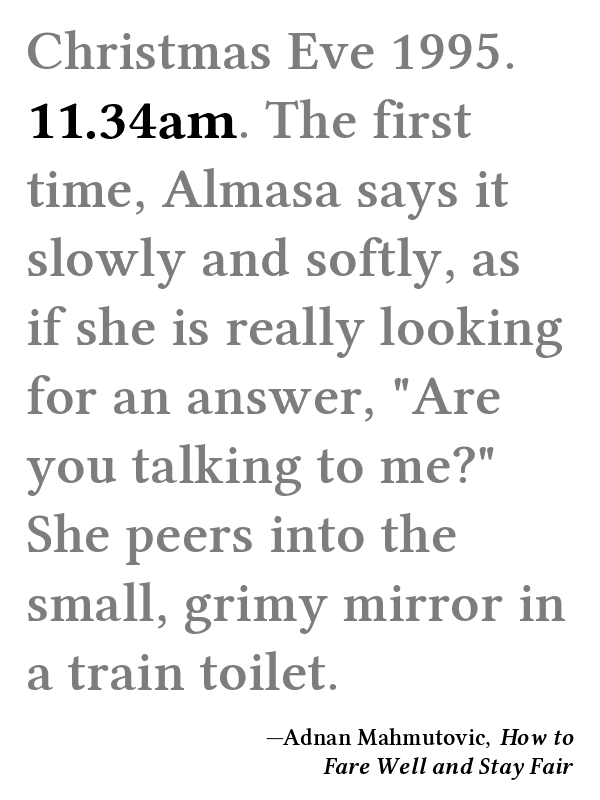 Christmas Eve 1995.
11.34am. The first
time, Almasa says it
slowly and softly, as
if she is really looking
for an answer, "Are
you talking to me?"
She peers into the
small, grimy mirror in
a train toilet.
—Adnan Mahmutovic, How to
Fare Well and Stay Fair